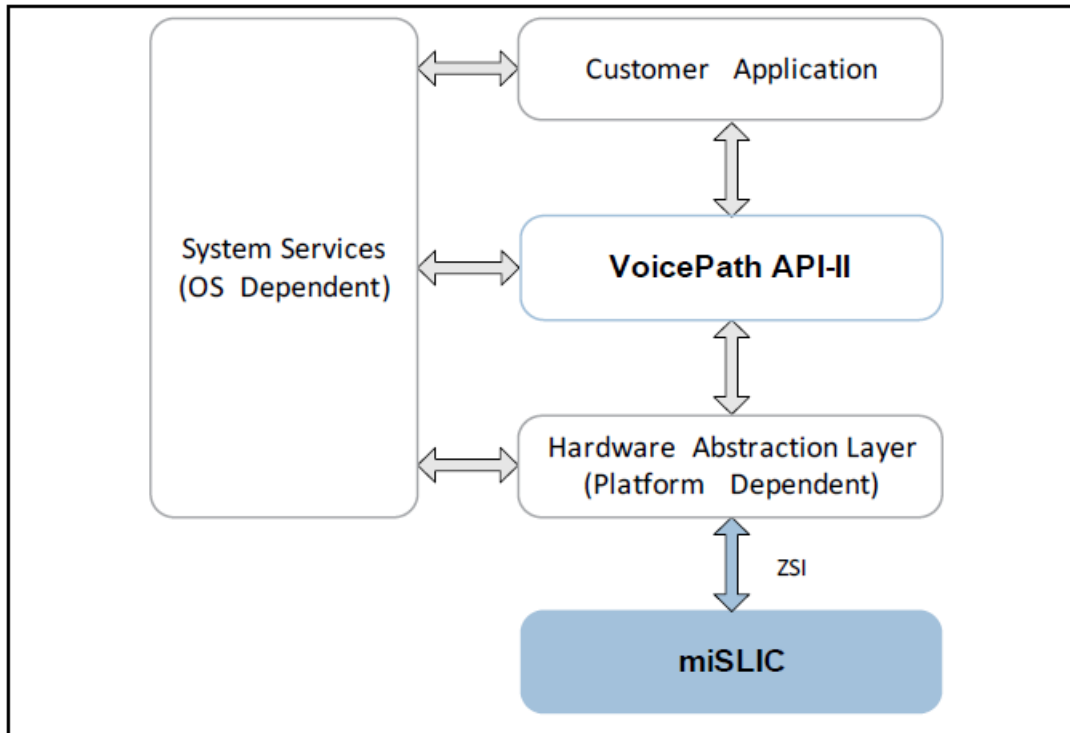 Customer Application
System Services
(OS Dependent)
VoicePath API-II
Hardware Abstraction Layer
(Platform Dependent)
ZSI
miSLIC